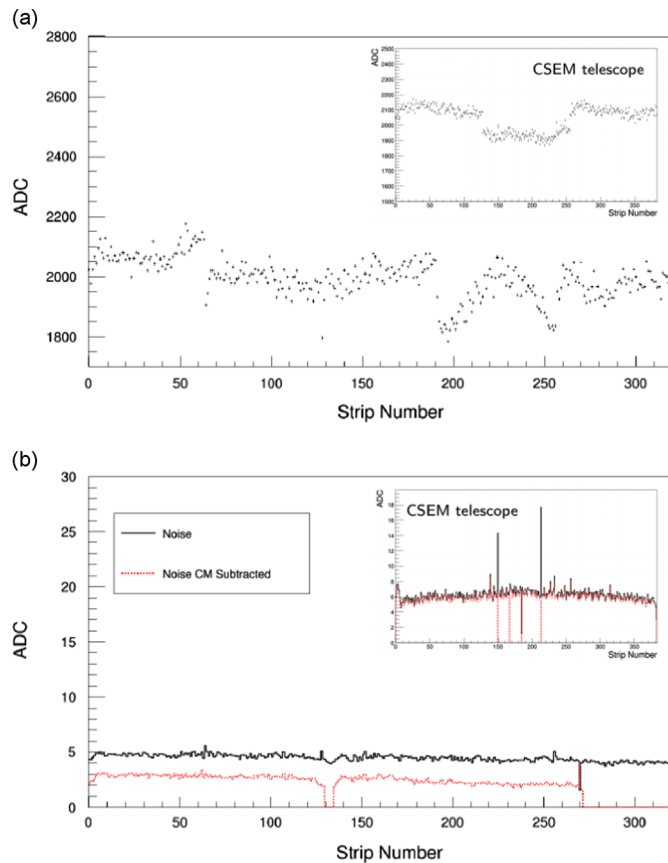 (a)
2800
2600
2400
2200
2000
1800
ADC
0 50 100 150 200 250 300
Strip Number
ADC
2500
2400
2300
2200
2100
2000
1900
1800
1700
1600
1500
CSEM telescope
0 50 100 150 200 250 300 350
Strip Number
(b)
30
25
20
15
10
5
0
ADC
Noise
Noise CM Subtracted
0 50 100 150 200 250 300
Strip Number
ADC
18
16
14
12
10
8
6
4
2
0
CSEM telescope
0 50 100 150 200 250 300 350
Strip Number